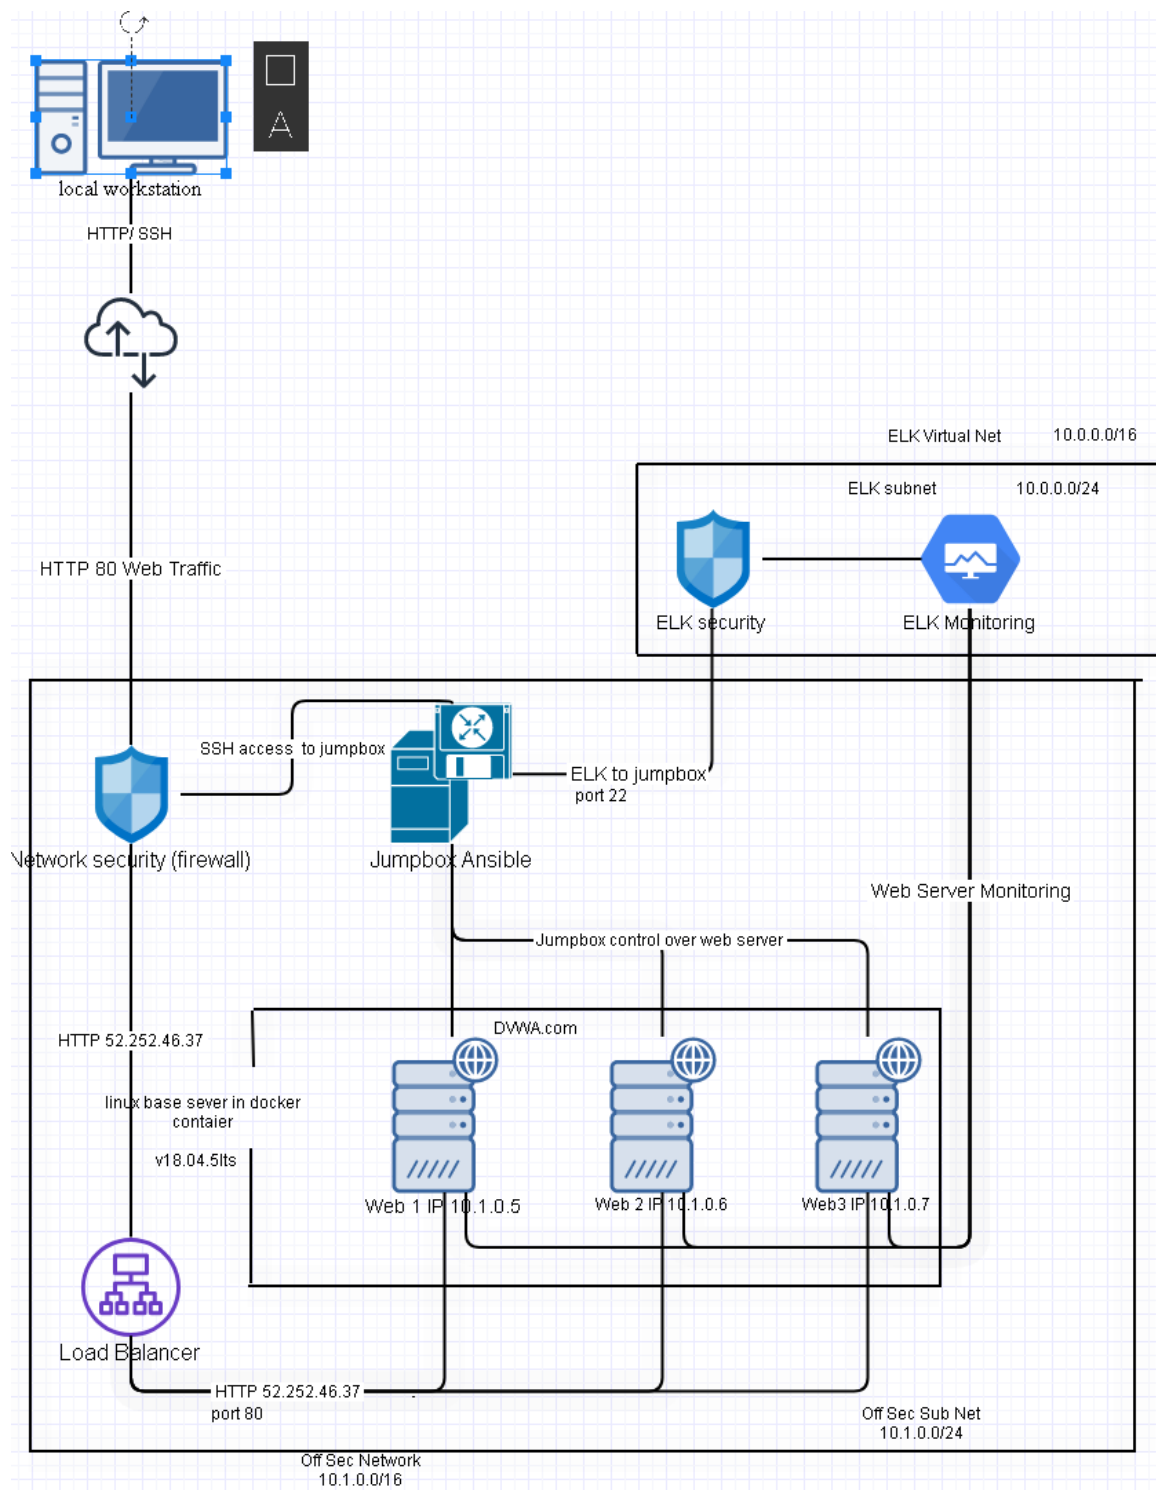 A
local workstation
HTTP/ SSH
ELK Virtual Net 10.0.0.0/16
ELK subnet 10.0.0.0/24
HTTP 80 Web Traffic
ELK security
ELK Monitoring
SSH access to jumpbox
ELK to jumpbox
port 22
Network security (firewall)
Jumpbox Ansible
Web Server Monitoring
Jumpbox control over web server
DVWA.com
HTTP 52.252.46.37
linux base sever in docker
contaier
v18.04.5lts
Web 1 IP 10.1.0.5
Web 2 IP 10.1.0.6
Web3 IP 10.1.0.7
Load Balancer
HTTP 52.252.46.37
port 80
Off Sec Sub Net
10.1.0.0/24
Off Sec Network
10.1.0.0/16